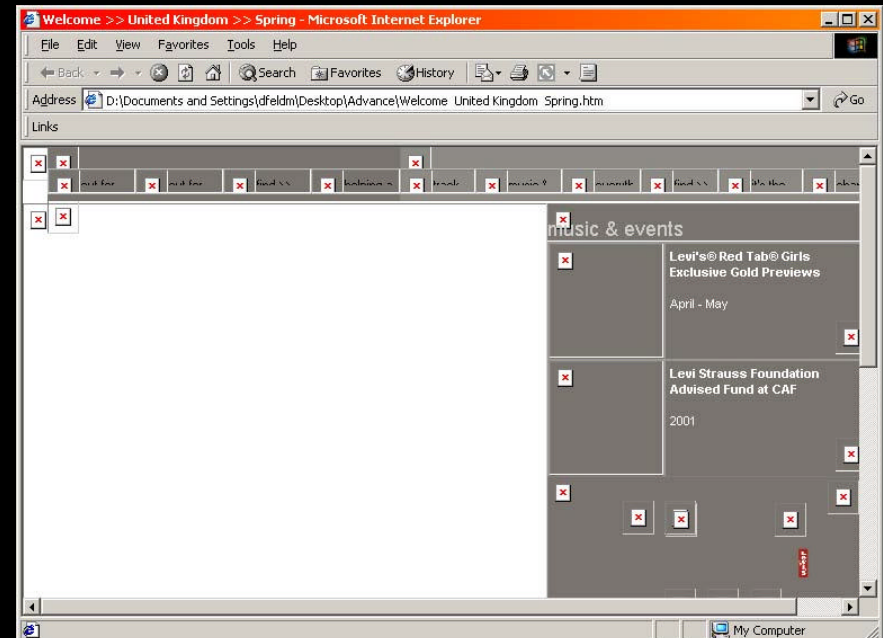 Welcome >> United Kingdom >> Spring - Microsoft Internet Explorer
File Edit View Favorites Tools Help
Back Search Favorites History
Address D:\Documents and Settings\dfeldm\Desktop\Advance\Welcome United Kingdom Spring.htm Go
Links
out for out for find >> helping a track music & find >> it's the
music & events
Levi's® Red Tab® Girls
Exclusive Gold Previews
April - May
Levi Strauss Foundation
Advised Fund at CAF
2001
My Computer